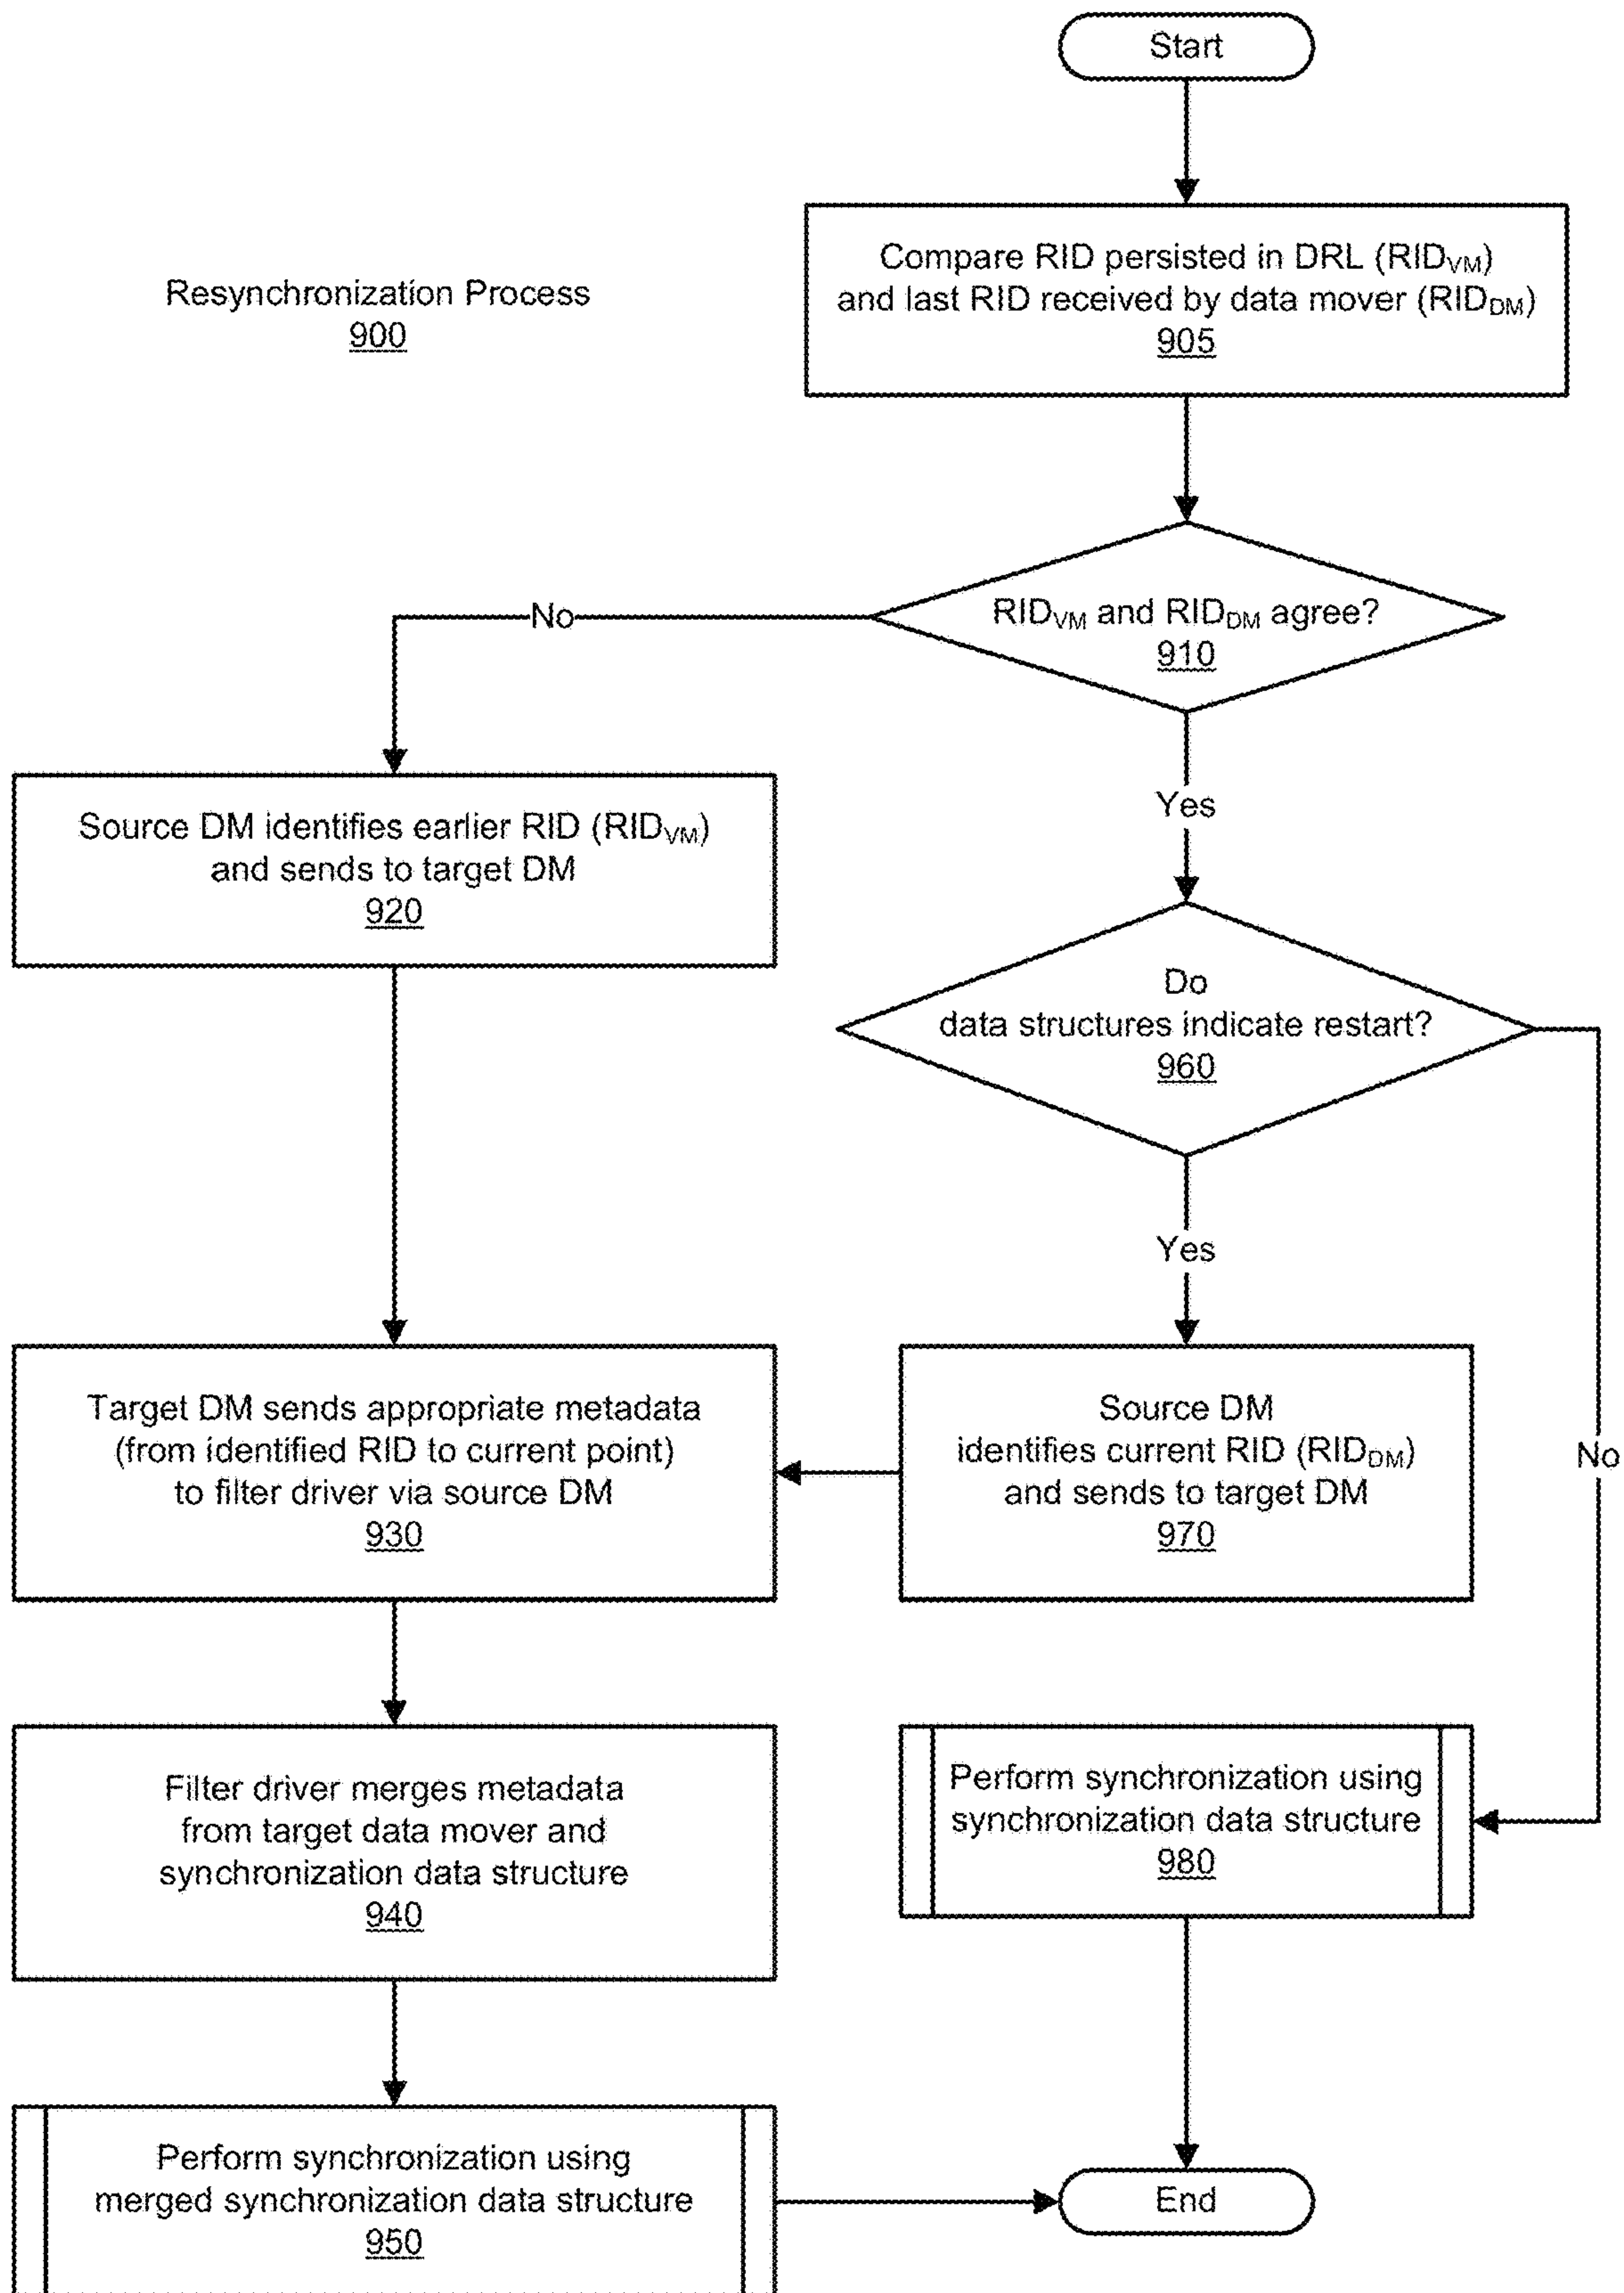 Start
Resynchronization Process
900
Compare RID persisted in DRL (RIDVM)
and last RID received by data mover (RIDDM)
905
RIDVM and RIDDM agree?
910
No
Yes
Source DM identifies earlier RID (RIDVM)
and sends to target DM
920
Do
data structures indicate restart?
960
Yes
No
Target DM sends appropriate metadata
(from identified RID to current point)
to filter driver via source DM
930
Source DM
identifies current RID (RIDDM)
and sends to target DM
970
Filter driver merges metadata
from target data mover and
synchronization data structure
940
Perform synchronization using
synchronization data structure
980
Perform synchronization using
merged synchronization data structure
950
End